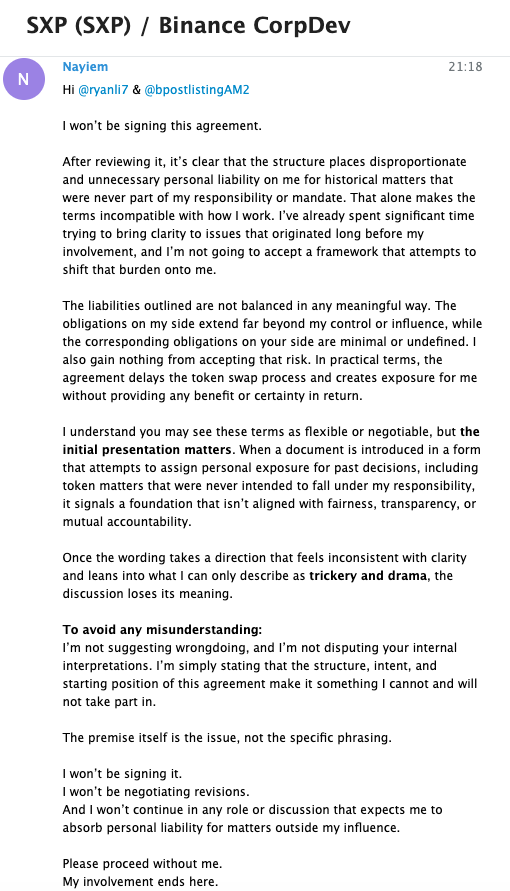 SXP (SXP) / Binance CorpDev
N
Nayiem
21:18
Hi @ryanli7 & @bpostlistingAM2
I won't be signing this agreement.
After reviewing it, it's clear that the structure places disproportionate
and unnecessary personal liability on me for historical matters that
were never part of my responsibility or mandate. That alone makes the
terms incompatible with how I work. I've already spent significant time
trying to bring clarity to issues that originated long before my
involvement, and I'm not going to accept a framework that attempts to
shift that burden onto me.
The liabilities outlined are not balanced in any meaningful way. The
obligations on my side extend far beyond my control or influence, while
the corresponding obligations on your side are minimal or undefined. I
also gain nothing from accepting that risk. In practical terms, the
agreement delays the token swap process and creates exposure for me
without providing any benefit or certainty in return.
I understand you may see these terms as flexible or negotiable, but the
initial presentation matters. When a document is introduced in a form
that attempts to assign personal exposure for past decisions, including
token matters that were never intended to fall under my responsibility,
it signals a foundation that isn't aligned with fairness, transparency, or
mutual accountability.
Once the wording takes a direction that feels inconsistent with clarity
and leans into what I can only describe as trickery and drama, the
discussion loses its meaning.
To avoid any misunderstanding:
I'm not suggesting wrongdoing, and I'm not disputing your internal
interpretations. I'm simply stating that the structure, intent, and
starting position of this agreement make it something I cannot and will
not take part in.
The premise itself is the issue, not the specific phrasing.
I won't be signing it.
I won't be negotiating revisions.
And I won't continue in any role or discussion that expects me to
absorb personal liability for matters outside my influence.
Please proceed without me.
My involvement ends here.